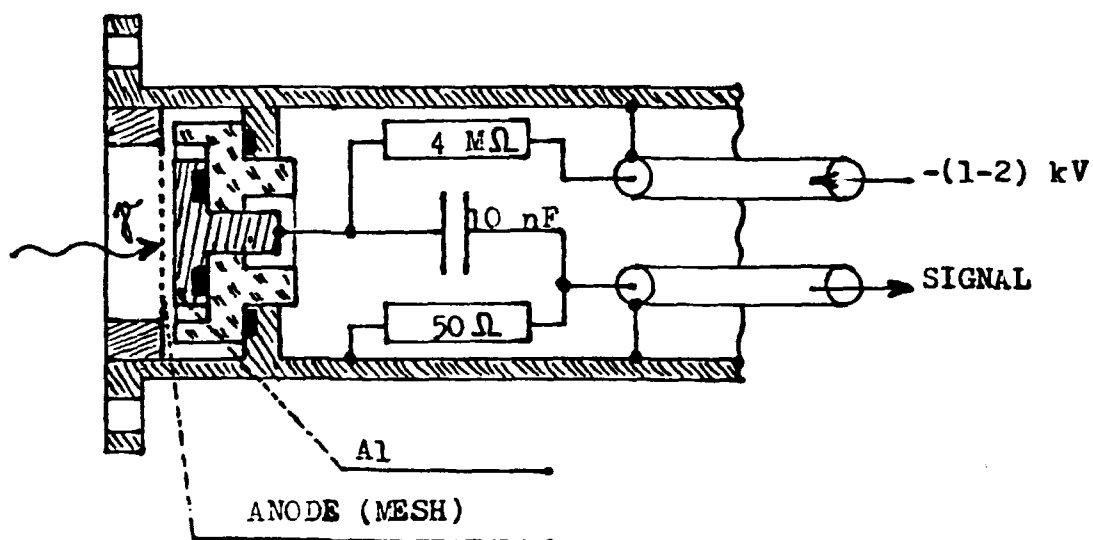 4 MΩ
-(1-2) kV
10 nF
γ
SIGNAL
50 Ω
Al
ANODE (MESH)